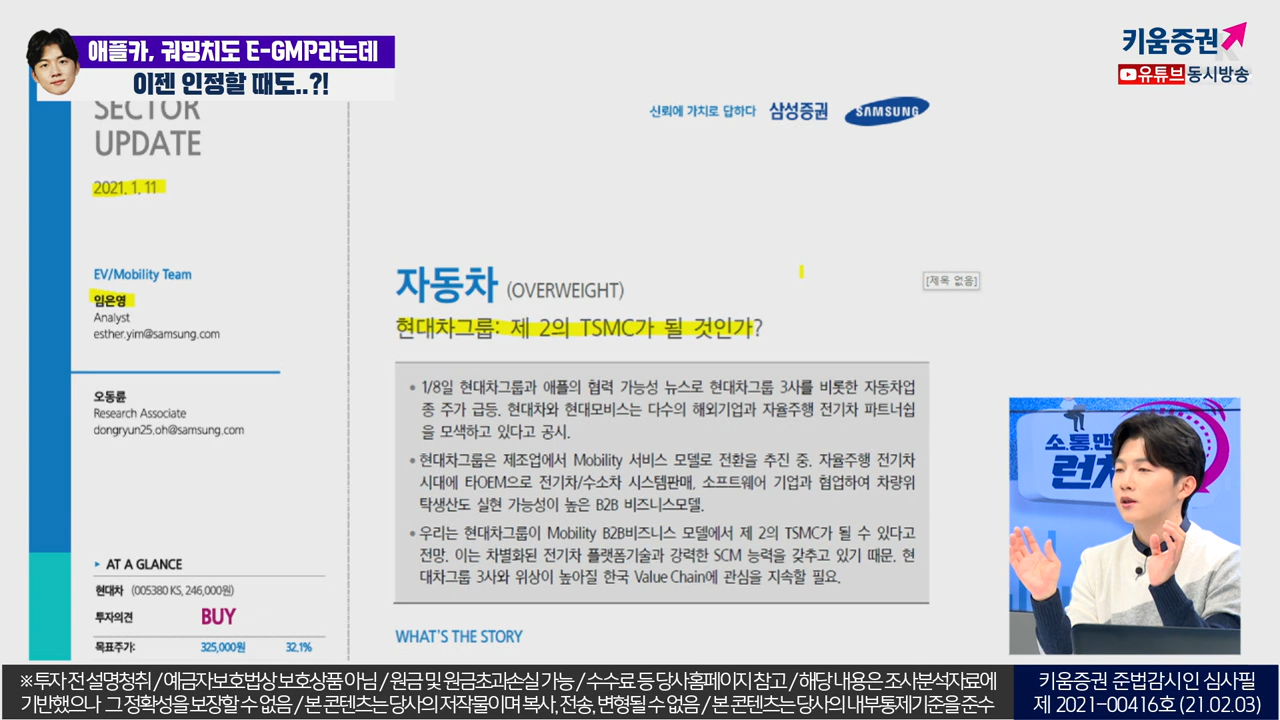 애플카, 궈밍치도 E-GMP라는데
이젠 인정할 때도..?!
키움증권
유튜브동시방송
SECTOR
UPDATE
2021. 1. 11
신뢰에 가치로 답하다 삼성증권 SAMSUNG
EV/Mobility Team
임은영
Analyst
esther.yim@samsung.com
오동륜
Research Associate
dongryun25.oh@samsung.com
자동차 (OVERWEIGHT)
[제목 없음]
현대차그룹: 제 2의 TSMC가 될 것인가?
• 1/8일 현대차그룹과 애플의 협력 가능성 뉴스로 현대차그룹 3사를 비롯한 자동차업
종 주가 급등. 현대차와 현대모비스는 다수의 해외기업과 자율주행 전기차 파트너쉽
을 모색하고 있다고 공시.
• 현대차그룹은 제조업에서 Mobility 서비스 모델로 전환을 추진 중. 자율주행 전기차
시대에 타OEM으로 전기차/수소차 시스템판매, 소프트웨어 기업과 협업하여 차량위
탁생산도 실현 가능성이 높은 B2B 비즈니스모델.
• 우리는 현대차그룹이 Mobility B2B비즈니스 모델에서 제 2의 TSMC가 될 수 있다고
전망. 이는 차별화된 전기차 플랫폼기술과 강력한 SCM 능력을 갖추고 있기 때문. 현
대차그룹 3사와 위상이 높아질 한국 Value Chain에 관심을 지속할 필요.
WHAT'S THE STORY
▸ AT A GLANCE
현대차 (005380 KS, 246,000원)
투자의견 BUY
목표주가: 325,000원 32.1%
소.통.맨
런치
※ 투자 전 설명청취 / 예금자보호법상 보호상품 아님 / 원금 및 원금초과손실 가능 / 수수료 등 당사홈페이지 참고 / 해당 내용은 조사분석자료에
기반했으나 그 정확성을 보장할 수 없음 / 본 콘텐츠는 당사의 저작물이며 복사, 전송, 변형될 수 없음 / 본 콘텐츠는 당사의 내부통제기준을 준수
키움증권 준법감시인 심사필
제 2021-00416호 (21.02.03)